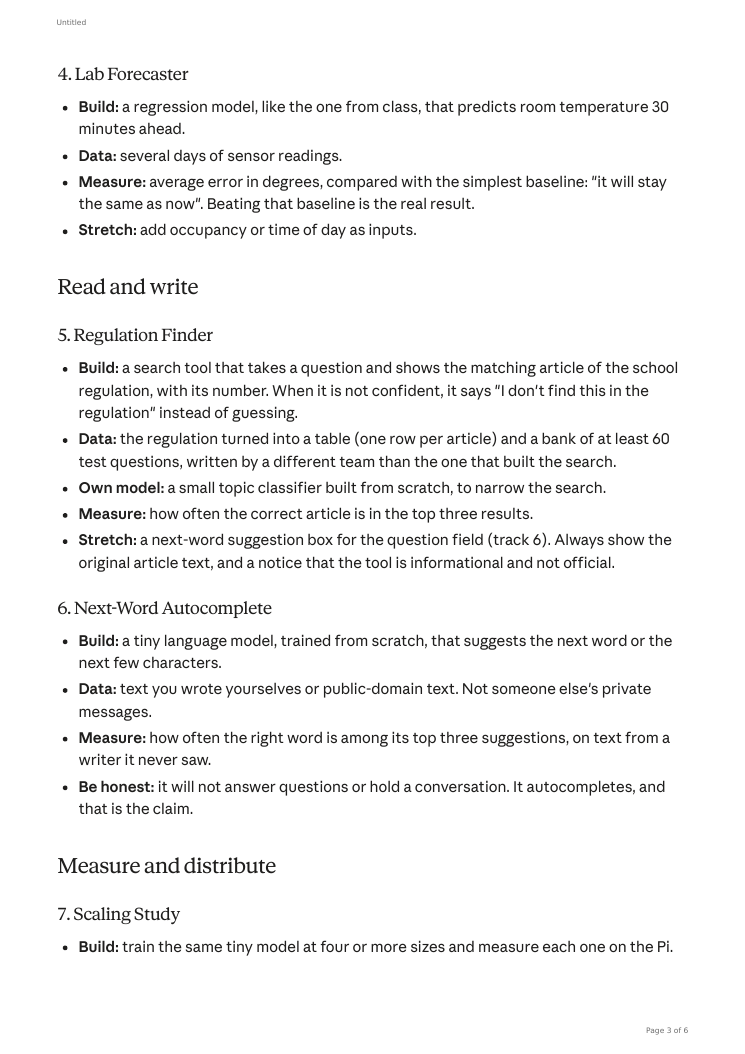 Untitled
4. Lab Forecaster
• Build: a regression model, like the one from class, that predicts room temperature 30
minutes ahead.
• Data: several days of sensor readings.
• Measure: average error in degrees, compared with the simplest baseline: "it will stay
the same as now". Beating that baseline is the real result.
• Stretch: add occupancy or time of day as inputs.
Read and write
5. Regulation Finder
• Build: a search tool that takes a question and shows the matching article of the school
regulation, with its number. When it is not confident, it says "I don't find this in the
regulation" instead of guessing.
• Data: the regulation turned into a table (one row per article) and a bank of at least 60
test questions, written by a different team than the one that built the search.
• Own model: a small topic classifier built from scratch, to narrow the search.
• Measure: how often the correct article is in the top three results.
• Stretch: a next-word suggestion box for the question field (track 6). Always show the
original article text, and a notice that the tool is informational and not official.
6. Next-Word Autocomplete
• Build: a tiny language model, trained from scratch, that suggests the next word or the
next few characters.
• Data: text you wrote yourselves or public-domain text. Not someone else's private
messages.
• Measure: how often the right word is among its top three suggestions, on text from a
writer it never saw.
• Be honest: it will not answer questions or hold a conversation. It autocompletes, and
that is the claim.
Measure and distribute
7. Scaling Study
• Build: train the same tiny model at four or more sizes and measure each one on the Pi.
Page 3 of 6